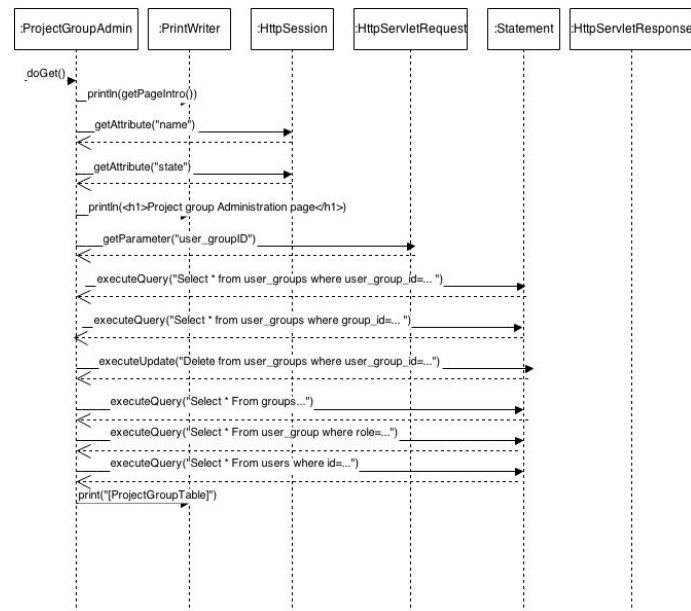 :ProjectGroupAdmin :PrintWriter :HttpSession :HttpServletRequest :Statement :HttpServletResponse
doGet()
println(getPageIntro())
getAttribute("name")
getAttribute("state")
println(<h1>Project group Administration page</h1>)
getParameter("user_groupID")
executeQuery("Select * from user_groups where user_group_id=... ")
executeQuery("Select * from user_groups where group_id=... ")
executeUpdate("Delete from user_groups where user_group_id=...")
executeQuery("Select * From groups...")
executeQuery("Select * From user_group where role=...")
executeQuery("Select * From users where id=...")
print("[ProjectGroupTable]")